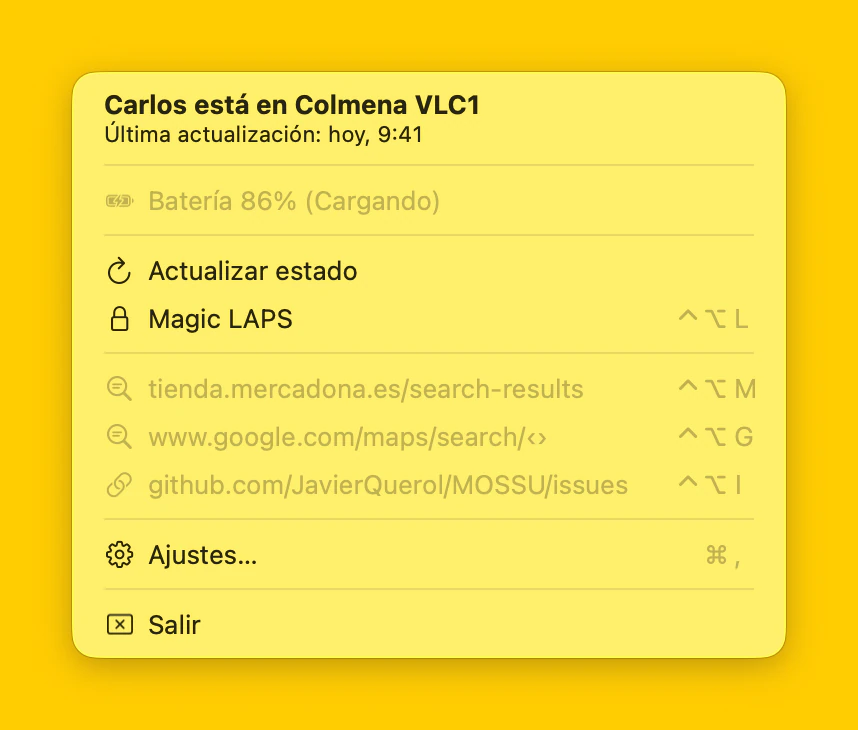 Carlos está en Colmena VLC1
Última actualización: hoy, 9:41
Batería 86% (Cargando)
Actualizar estado
Magic LAPS ^⌥ L
tienda.mercadona.es/search-results ^⌥ M
www.google.com/maps/search/<> ^⌥ G
github.com/JavierQuerol/MOSSU/issues ^⌥ I
Ajustes... ⌘ ,
Salir